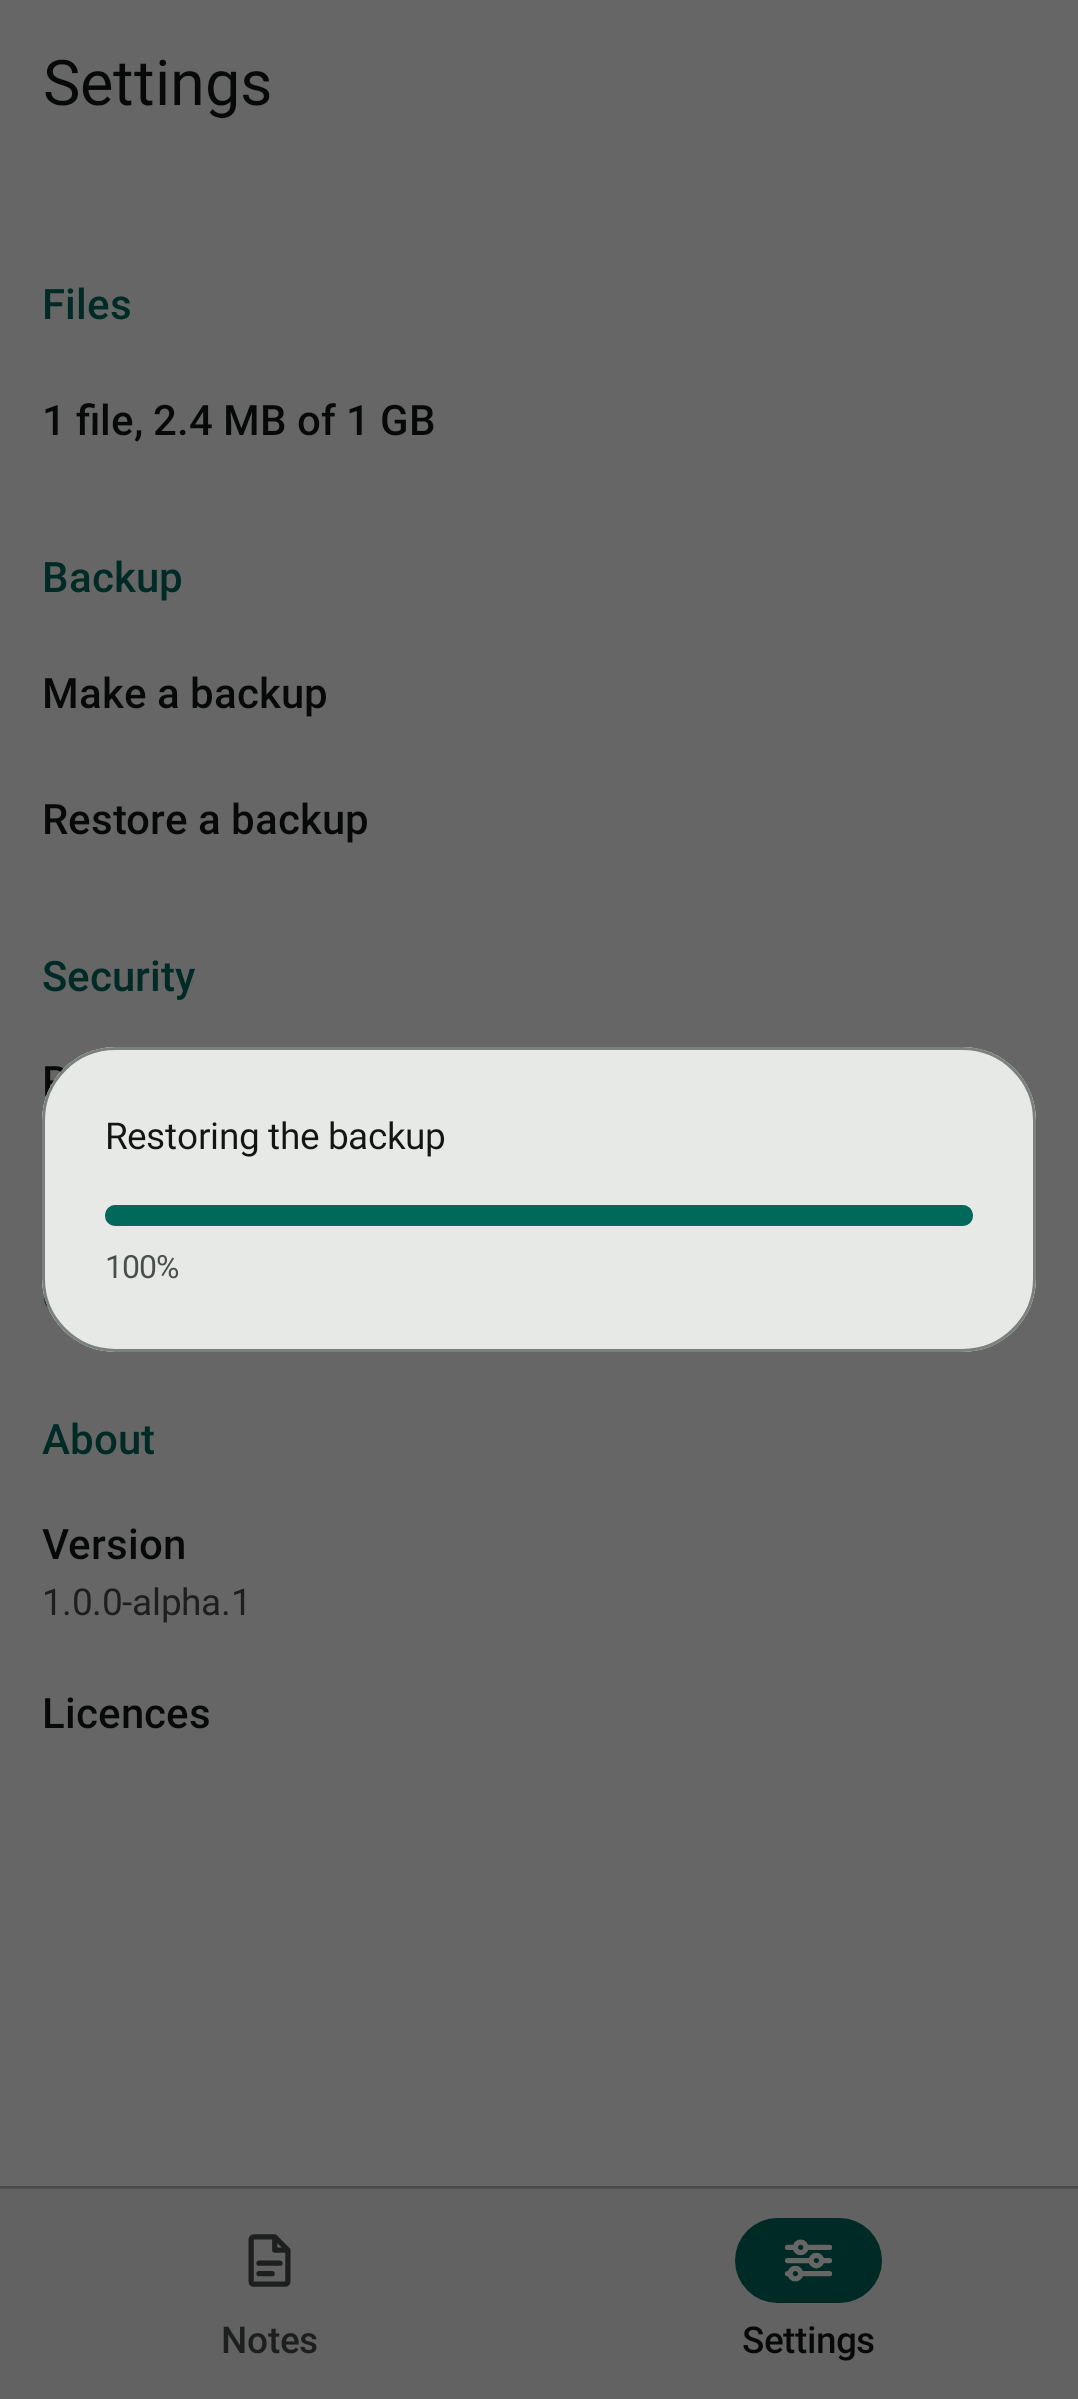 Settings
Files
1 file, 2.4 MB of 1 GB
Backup
Make a backup
Restore a backup
Security
Restoring the backup
100%
About
Version
1.0.0-alpha.1
Licences
Notes
Settings